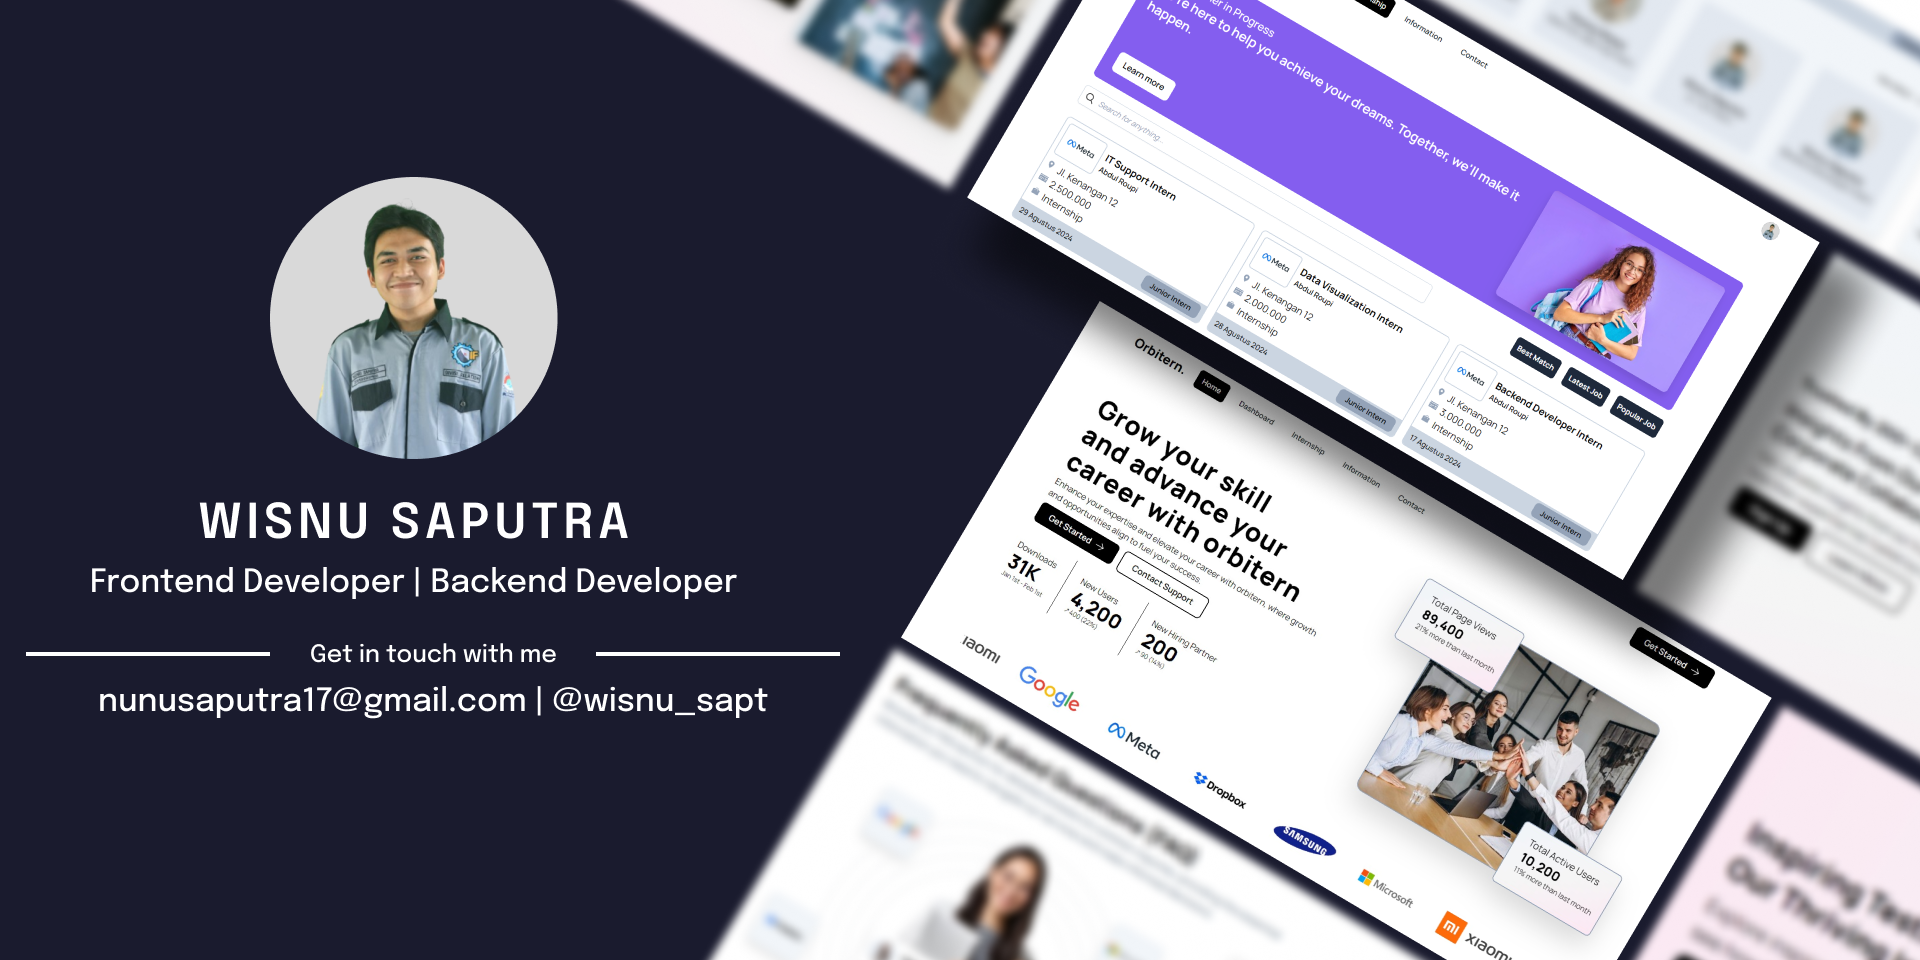 WISNU SAPUTRA
Frontend Developer | Backend Developer
Get in touch with me
nunusaputra17@gmail.com | @wisnu_sapt
Information
Contact
in Progress
here to help you achieve your dreams. Together, we'll make it
happen.
Learn more
Search for anything...
Meta
IT Support Intern
Abdul Roupi
Jl. Kenangan 12
2.500.000
Internship
29 Agustus 2024
Junior Intern
Meta
Data Visualization Intern
Abdul Roupi
Jl. Kenangan 12
2.000.000
Internship
28 Agustus 2024
Junior Intern
Best Match
Latest Job
Popular Job
Meta
Backend Developer Intern
Abdul Roupi
Jl. Kenangan 12
3.000.000
Internship
17 Agustus 2024
Junior Intern
Orbitern.
Home
Dashboard
Internship
Information
Contact
Get Started
Grow your skill
and advance your
career with orbitern
Enhance your expertise and elevate your career with orbitern, where growth
and opportunities align to fuel your success.
Get Started
Contact Support
Downloads
31K
Jan 1st - Feb 1st
New Users
4,200
400 (22%)
New Hiring Partner
200
90 (14%)
Total Page Views
89,400
21% more than last month
Total Active Users
10,200
11% more than last month
iaomi
Google
Meta
Dropbox
SAMSUNG
Microsoft
mi
xiaomi
Frequently Asked Questions (FAQ)
Our Thriving